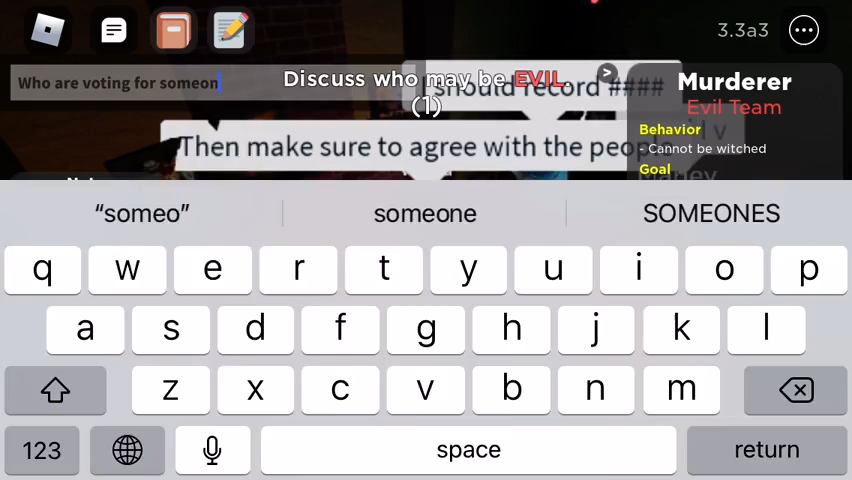 3.3a3
Who are voting for someon
Discuss who may be EVIL.
(1)
should record ####
Then make sure to agree with the people
Murderer
Evil Team
Behavior
- Cannot be witched
Goal
"someo" someone SOMEONES
q w e r t y u i o p
a s d f g h j k l
z x c v b n m
123 space return